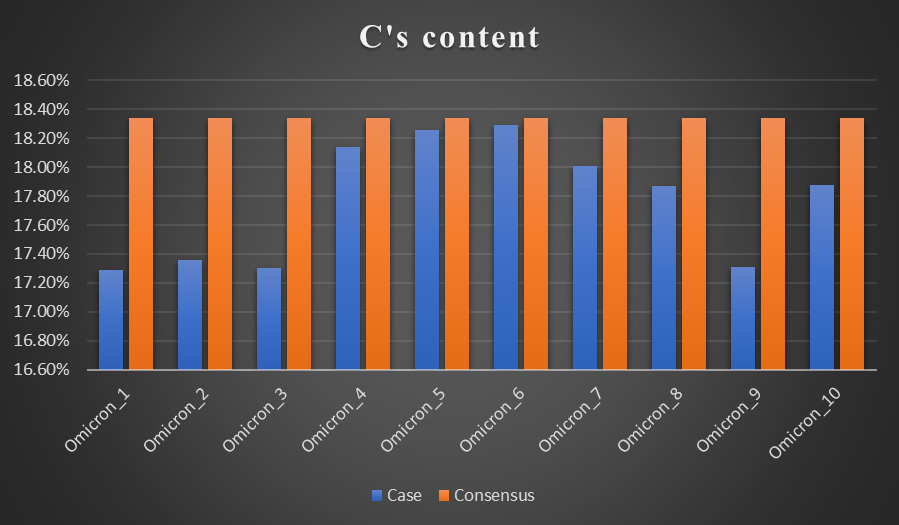 C's content
18.60%
18.40%
18.20%
18.00%
17.80%
17.60%
17.40%
17.20%
17.00%
16.80%
16.60%
Omicron_1
Omicron_2
Omicron_3
Omicron_4
Omicron_5
Omicron_6
Omicron_7
Omicron_8
Omicron_9
Omicron_10
Case Consensus